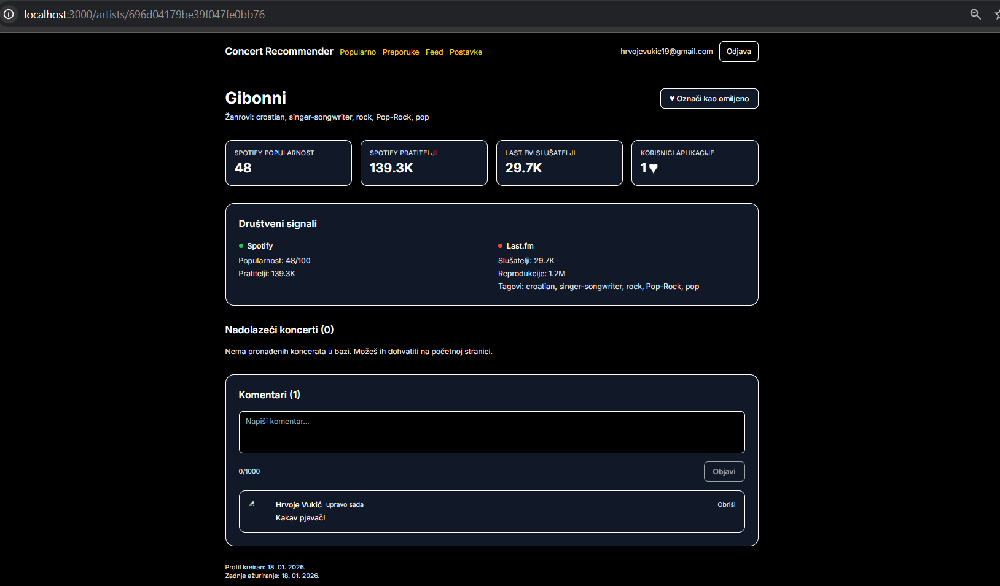 localhost:3000/artists/696d04179be39f047fe0bb76
Concert Recommender Popularno Preporuke Feed Postavke hrvojevukic19@gmail.com Odjava
Gibonni
♥ Označi kao omiljeno
Žanrovi: croatian, singer-songwriter, rock, Pop-Rock, pop
SPOTIFY POPULARNOST
48
SPOTIFY PRATITELJI
139.3K
LAST.FM SLUŠATELJI
29.7K
KORISNICI APLIKACIJE
1 ♥
Društveni signali
Spotify
Popularnost: 48/100
Pratitelji: 139.3K
Last.fm
Slušatelji: 29.7K
Reprodukcije: 1.2M
Tagovi: croatian, singer-songwriter, rock, Pop-Rock, pop
Nadolazeći koncerti (0)
Nema pronađenih koncerata u bazi. Možeš ih dohvatiti na početnoj stranici.
Komentari (1)
Napiši komentar...
0/1000
Objavi
Hrvoje Vukić upravo sada
Obriši
Kakav pjevač!
Profil kreiran: 18. 01. 2026.
Zadnje ažuriranje: 18. 01. 2026.